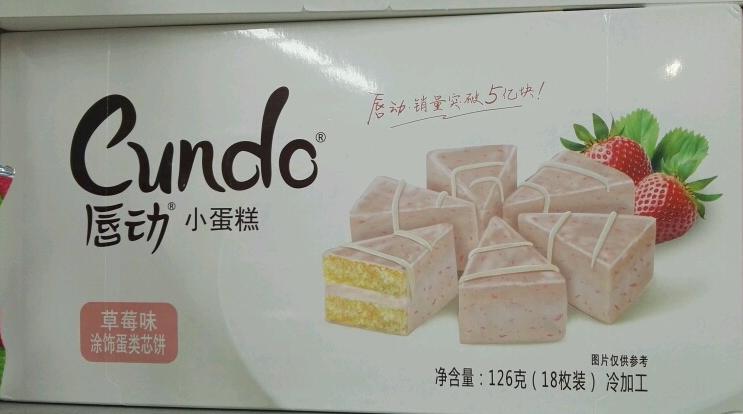 Cundo®
唇动®小蛋糕
唇动·销量突破5亿块!
草莓味
涂饰蛋类芯饼
图片仅供参考
净含量：126克（18枚装）冷加工